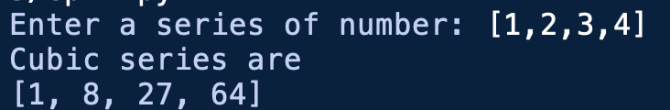 Enter a series of number: [1,2,3,4]
Cubic series are
[1, 8, 27, 64]